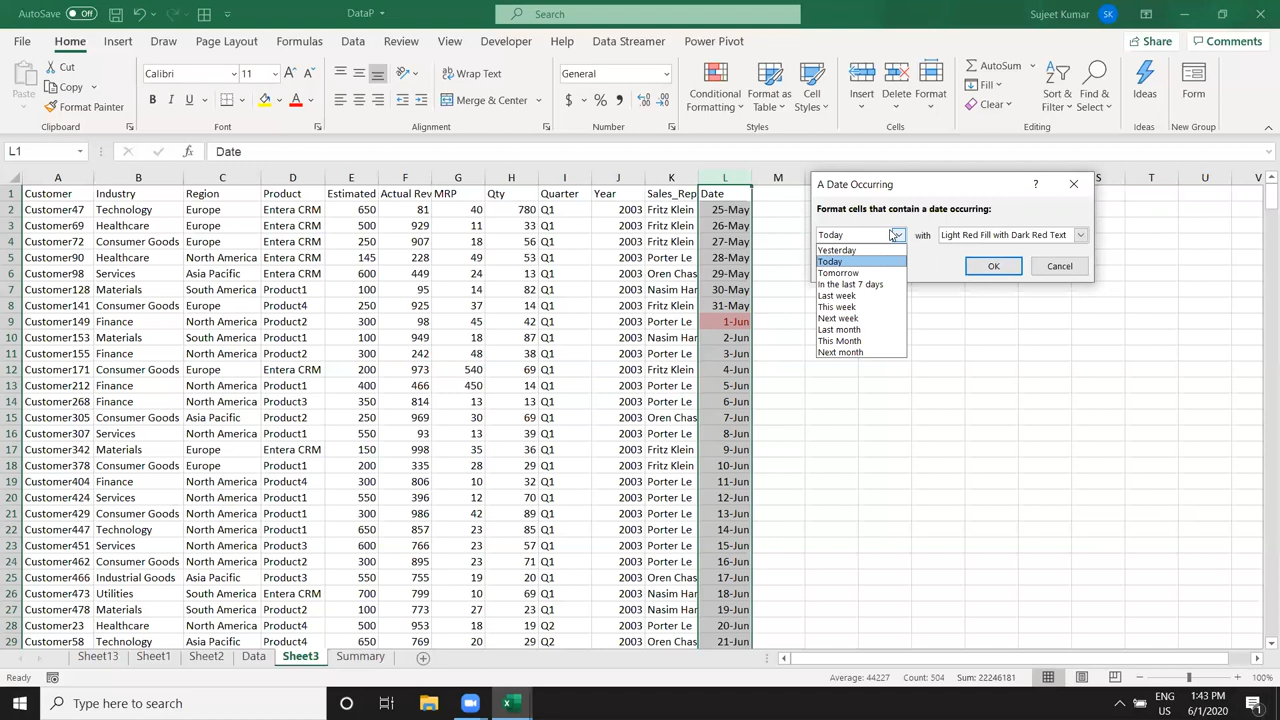 AutoSave Off DataP Search Sujeet Kumar SK
File Home Insert Draw Page Layout Formulas Data Review View Developer Help Data Streamer Power Pivot Share Comments
Paste Cut Copy Format Painter Clipboard
Calibri 11 B I U A Font
Wrap Text Merge & Center Alignment
General $ % Number
Conditional Formatting Format as Table Cell Styles Styles
Insert Delete Format Cells
AutoSum Fill Clear Sort & Filter Find & Select Editing
Ideas Ideas
Form New Group
L1 fx Date
A B C D E F G H I J K L M S T U V
1 Customer Industry Region Product Estimated Actual Rev MRP Qty Quarter Year Sales_Rep Date
2 Customer47 Technology Europe Entera CRM 650 81 40 780 Q1 2003 Fritz Klein 25-May
3 Customer69 Healthcare Europe Entera CRM 500 929 11 33 Q1 2003 Fritz Klein 26-May
4 Customer72 Consumer Goods Europe Entera CRM 250 907 18 56 Q1 2003 Fritz Klein 27-May
5 Customer90 Healthcare Europe Entera CRM 145 228 49 53 Q1 2003 Fritz Klein 28-May
6 Customer98 Services Asia Pacific Entera CRM 600 449 24 13 Q1 2003 Oren Chas 29-May
7 Customer128 Materials South America Entera CRM 100 95 14 82 Q1 2003 Nasim Har 30-May
8 Customer141 Consumer Goods Europe Entera CRM 250 925 37 14 Q1 2003 Fritz Klein 31-May
9 Customer149 Finance North America Product2 300 98 45 42 Q1 2003 Porter Le 1-Jun
10 Customer153 Materials South America Product1 100 949 18 87 Q1 2003 Nasim Har 2-Jun
11 Customer155 Finance North America Product2 300 242 48 38 Q1 2003 Porter Le 3-Jun
12 Customer171 Consumer Goods Europe Entera CRM 200 973 540 69 Q1 2003 Fritz Klein 4-Jun
13 Customer212 Finance North America Product1 400 466 450 14 Q1 2003 Porter Le 5-Jun
14 Customer268 Finance North America Product3 350 814 13 13 Q1 2003 Porter Le 6-Jun
15 Customer305 Consumer Goods Asia Pacific Product2 250 969 30 69 Q1 2003 Oren Chas 7-Jun
16 Customer307 Services North America Product1 550 93 13 39 Q1 2003 Porter Le 8-Jun
17 Customer342 Materials Europe Entera CRM 150 998 35 36 Q1 2003 Fritz Klein 9-Jun
18 Customer378 Consumer Goods Europe Product1 200 335 28 29 Q1 2003 Fritz Klein 10-Jun
19 Customer404 Finance North America Product4 300 806 10 32 Q1 2003 Porter Le 11-Jun
20 Customer424 Services North America Product1 550 396 12 67 Q1 2003 Porter Le 12-Jun
21 Customer429 Consumer Goods North America Product1 300 986 42 89 Q1 2003 Porter Le 13-Jun
22 Customer447 Technology North America Product1 650 857 23 85 Q1 2003 Porter Le 14-Jun
23 Customer451 Services North America Product3 600 766 23 57 Q1 2003 Porter Le 15-Jun
24 Customer462 Consumer Goods North America Product2 300 895 23 71 Q1 2003 Porter Le 16-Jun
25 Customer466 Industrial Goods Asia Pacific Product3 550 755 19 20 Q1 2003 Oren Chas 17-Jun
26 Customer473 Utilities South America Entera CRM 700 799 10 69 Q1 2003 Nasim Har 18-Jun
27 Customer478 Materials South America Product2 100 773 27 23 Q1 2003 Nasim Har 19-Jun
28 Customer23 Healthcare North America Product4 500 953 18 19 Q2 2003 Porter Le 20-Jun
29 Customer58 Technology North America Product4 650 769 20 29 Q2 2003 Oren Chas 21-Jun
A Date Occurring ?
Format cells that contain a date occurring:
Today with Light Red Fill with Dark Red Text
Yesterday
Today
Tomorrow
In the last 7 days
Last week
This week
Next week
Last month
This Month
Next month
OK Cancel
Sheet13 Sheet1 Sheet2 Data Sheet3 Summary
Ready Average: 44227 Count: 504 Sum: 22246181 100%
Type here to search ENG US 1:43 PM 6/1/2020